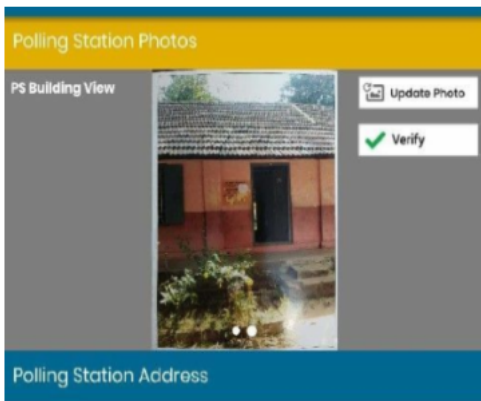 Polling Station Photos
PS Building View
Update Photo
Verify
Polling Station Address